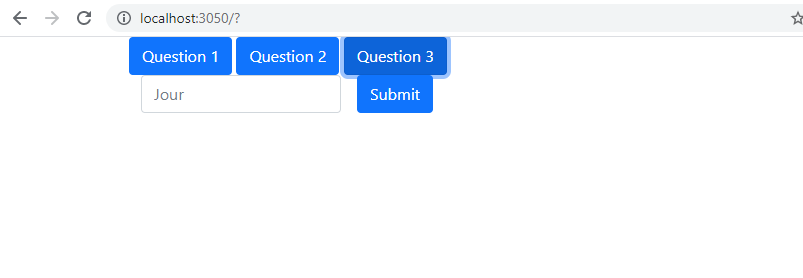 localhost:3050/?
Question 1 Question 2 Question 3
Jour Submit